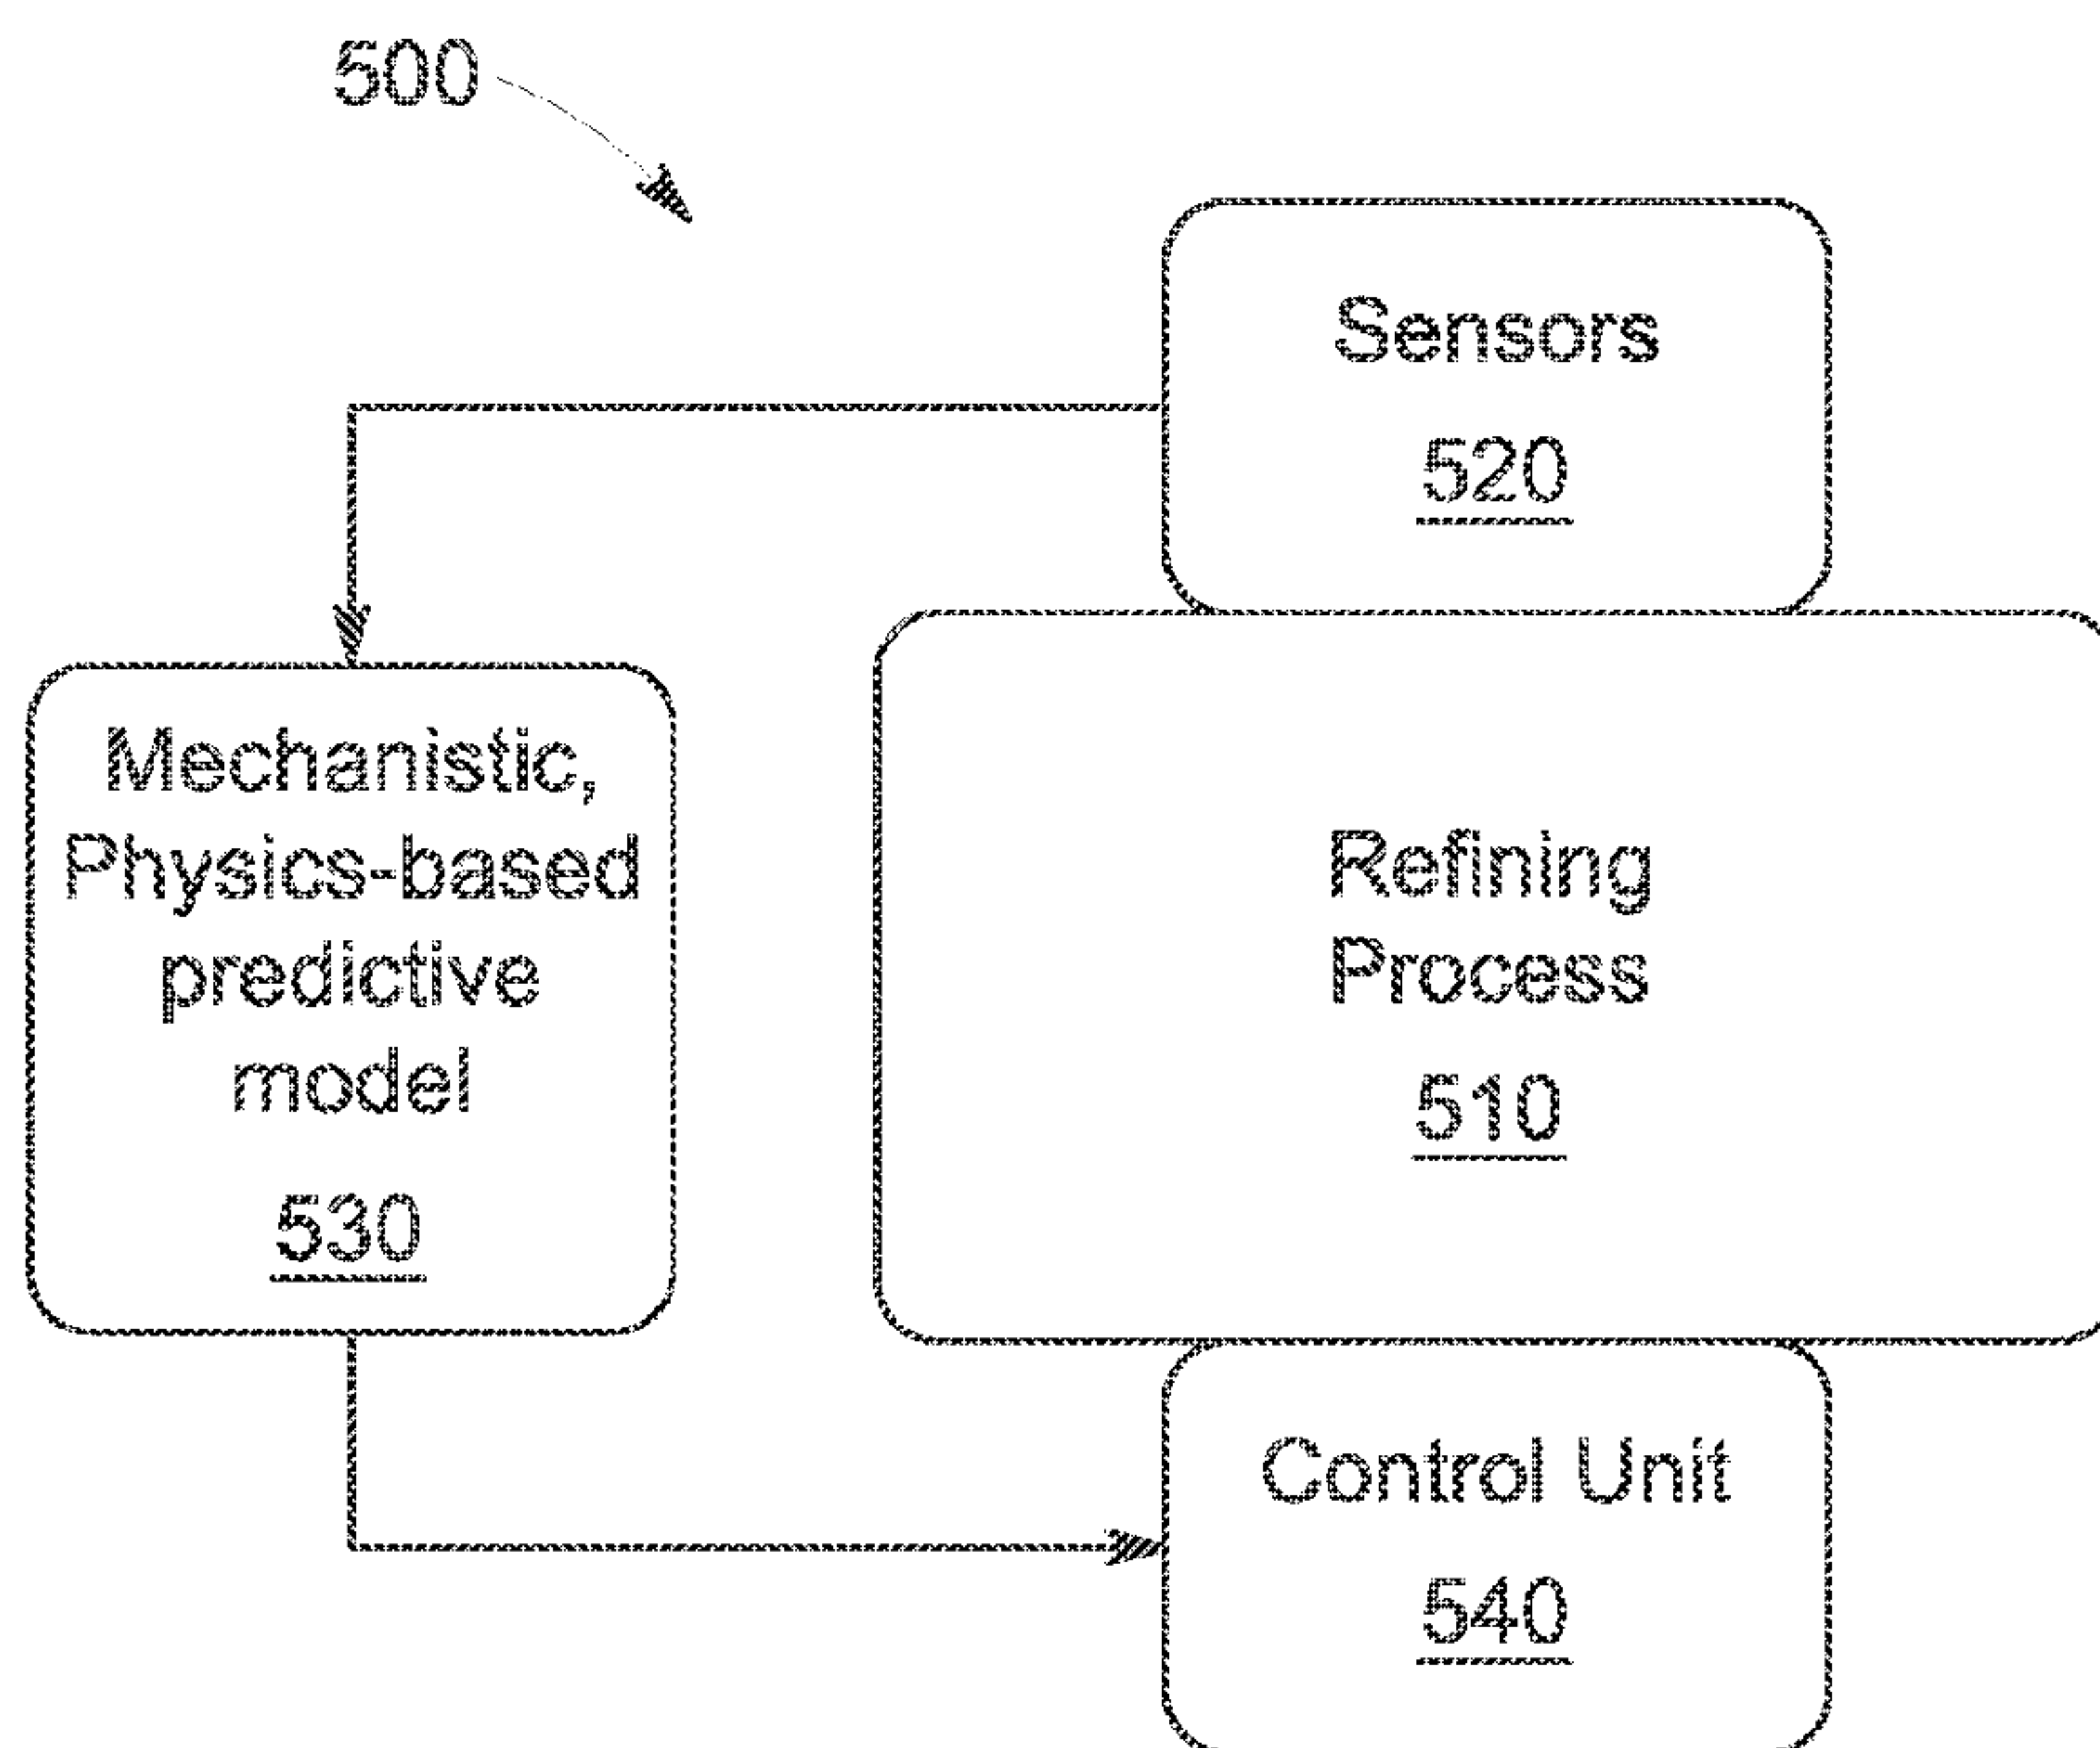 500
Sensors
520
Mechanistic,
Physics-based
predictive
model
530
Refining
Process
510
Control Unit
540